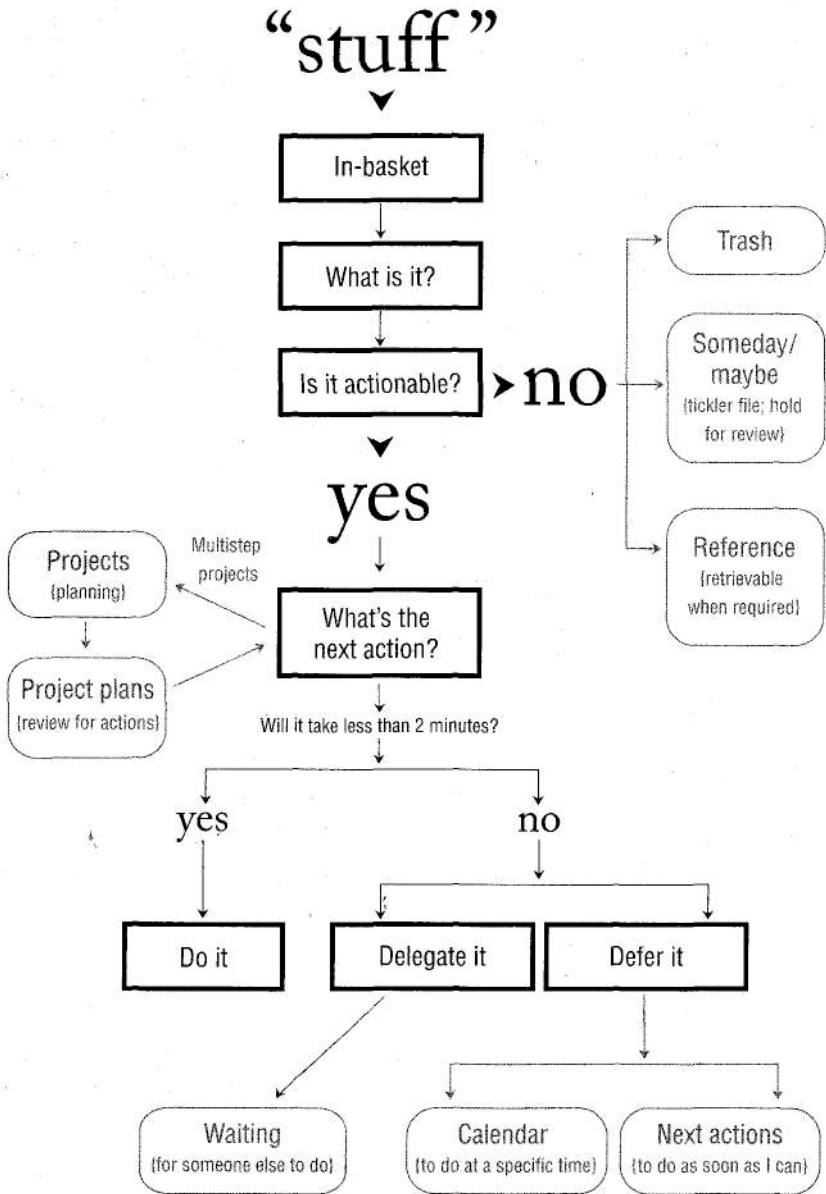 “stuff”
In-basket
What is it?
Is it actionable?
no
Trash
Someday/
maybe
(tickler file; hold
for review)
Reference
(retrievable
when required)
yes
Multistep
projects
Projects
(planning)
Project plans
(review for actions)
What's the
next action?
Will it take less than 2 minutes?
yes
no
Do it
Delegate it
Defer it
Waiting
(for someone else to do)
Calendar
(to do at a specific time)
Next actions
(to do as soon as I can)